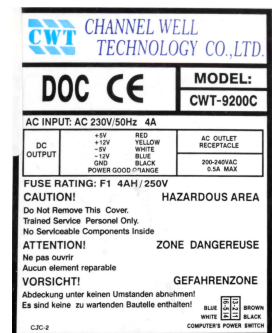 CWT
CHANNEL WELL
TECHNOLOGY CO.,LTD.
DOC CE
MODEL:
CWT-9200C
AC INPUT: AC 230V/50Hz 4A
DC
OUTPUT
+5V RED
+12V YELLOW
-5V WHITE
-12V BLUE
GND BLACK
POWER GOOD ORANGE
AC OUTLET
RECEPTACLE
200-240VAC
0.5A MAX
FUSE RATING: F1 4AH/250V
CAUTION! HAZARDOUS AREA
Do Not Remove This Cover.
Trained Service Personel Only.
No Serviceable Components Inside
ATTENTION! ZONE DANGEREUSE
Ne pas ouvrir
Aucun element reparable
VORSICHT! GEFAHRENZONE
Abdeckung unter keinen Umstanden abnehmen!
Es sind keine zu wartenden Bauteile enthalten!
BLUE BROWN
WHITE BLACK
CJC-2
COMPUTER'S POWER SWITCH